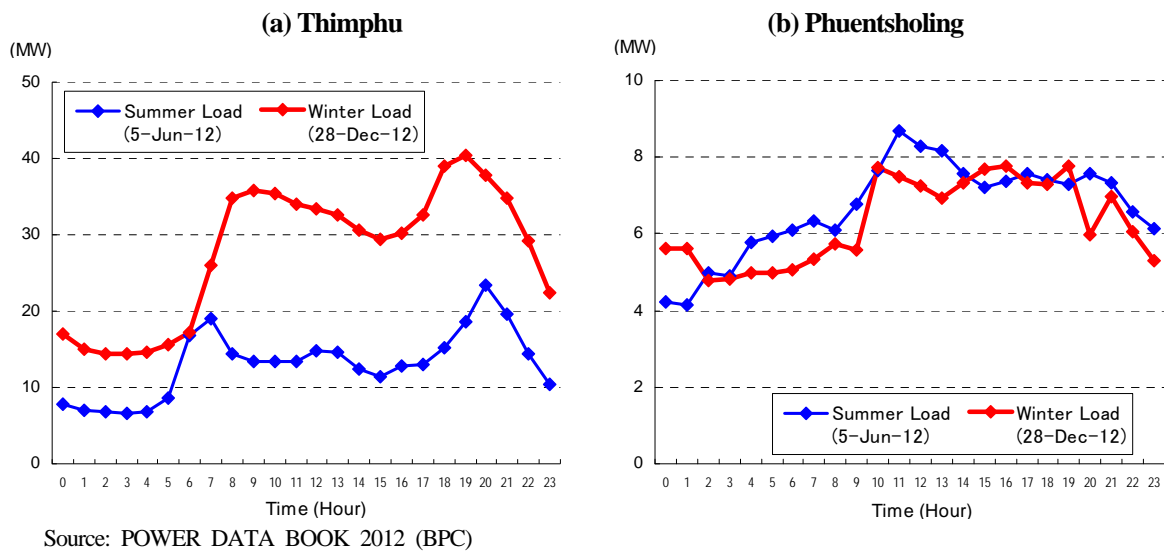 (a) Thimphu
(MW)
50
40
30
20
10
0
Summer Load
(5-Jun-12)
Winter Load
(28-Dec-12)
0 1 2 3 4 5 6 7 8 9 10 11 12 13 14 15 16 17 18 19 20 21 22 23
Time (Hour)
(b) Phuentsholing
(MW)
10
8
6
4
2
0
Summer Load
(5-Jun-12)
Winter Load
(28-Dec-12)
0 1 2 3 4 5 6 7 8 9 10 11 12 13 14 15 16 17 18 19 20 21 22 23
Time (Hour)
Source: POWER DATA BOOK 2012 (BPC)